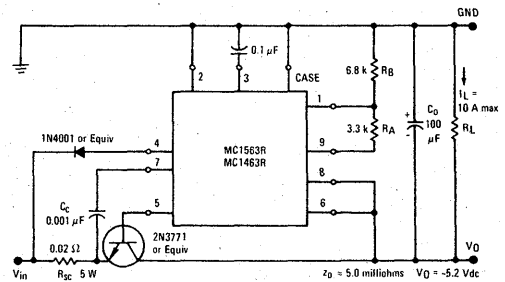 GND
0.1 µF
2
3
CASE
6.8 k
RB
1
IL =
10 A max
1N4001 or Equiv
4
MC1563R
MC1463R
3.3 k
RA
CO
100
µF
+
-
RL
7
9
8
CC
0.001 µF
5
6
2N3771
or Equiv
0.02 Ω
Vin
RSC
5 W
zo = 5.0 milliohms
VO = -5.2 Vdc
VO